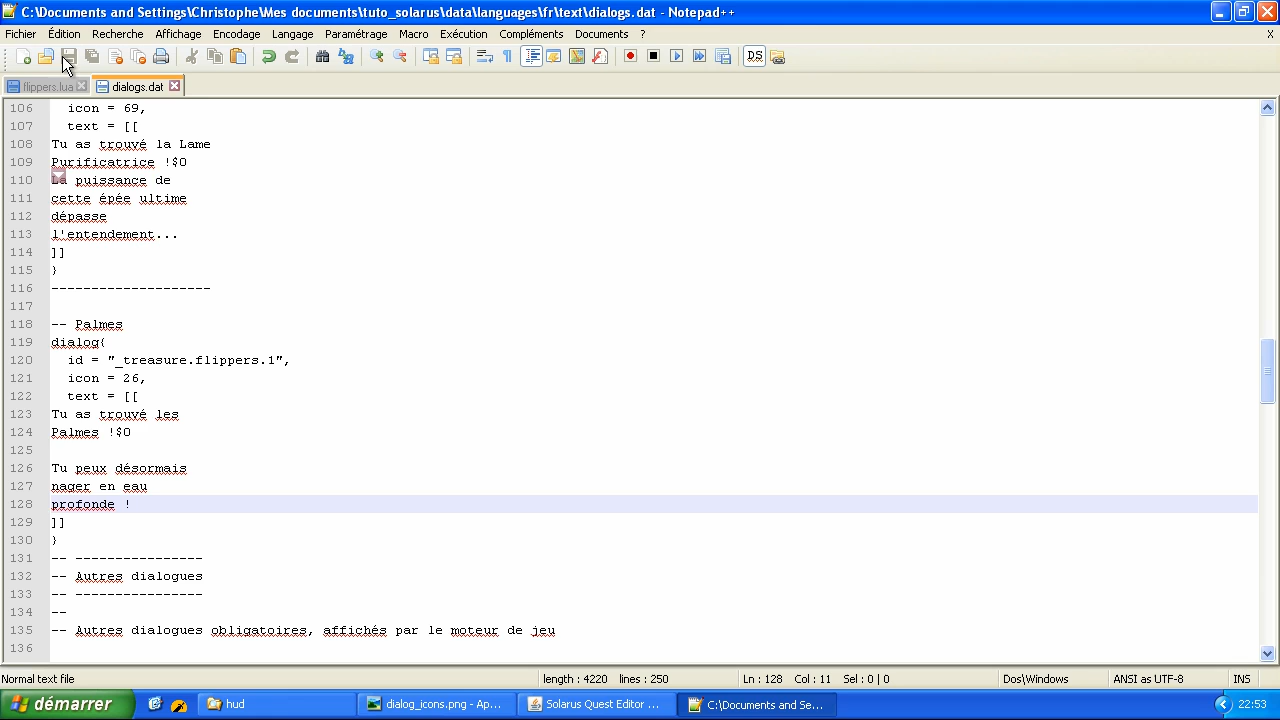 C:\Documents and Settings\Christophe\Mes documents\tuto_solarus\data\languages\fr\text\dialogs.dat - Notepad++
Fichier Édition Recherche Affichage Encodage Langage Paramétrage Macro Exécution Compléments Documents ? X
flippers.lua dialogs.dat
106 icon = 69,
107 text = [[
108 Tu as trouvé la Lame
109 Purificatrice !$0
110 La puissance de
111 cette épée ultime
112 dépasse
113 l'entendement...
114 ]]
115 }
116 --------------------
117
118 -- Palmes
119 dialog{
120 id = "_treasure.flippers.1",
121 icon = 26,
122 text = [[
123 Tu as trouvé les
124 Palmes !$0
125
126 Tu peux désormais
127 nager en eau
128 profonde !
129 ]]
130 }
131 -- ----------------
132 -- Autres dialogues
133 -- ----------------
134 --
135 -- Autres dialogues obligatoires, affichés par le moteur de jeu
136
Normal text file length : 4220 lines : 250 Ln : 128 Col : 11 Sel : 0 | 0 Dos\Windows ANSI as UTF-8 INS
démarrer hud dialog_icons.png - Ap... Solarus Quest Editor ... C:\Documents and Se... 22:53